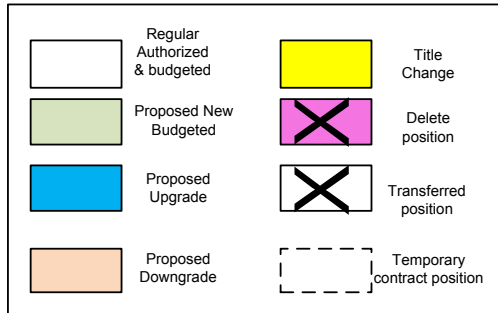 Regular
Authorized
& budgeted
Title
Change
Proposed New
Budgeted
Delete
position
Proposed
Upgrade
Transferred
position
Proposed
Downgrade
Temporary
contract position